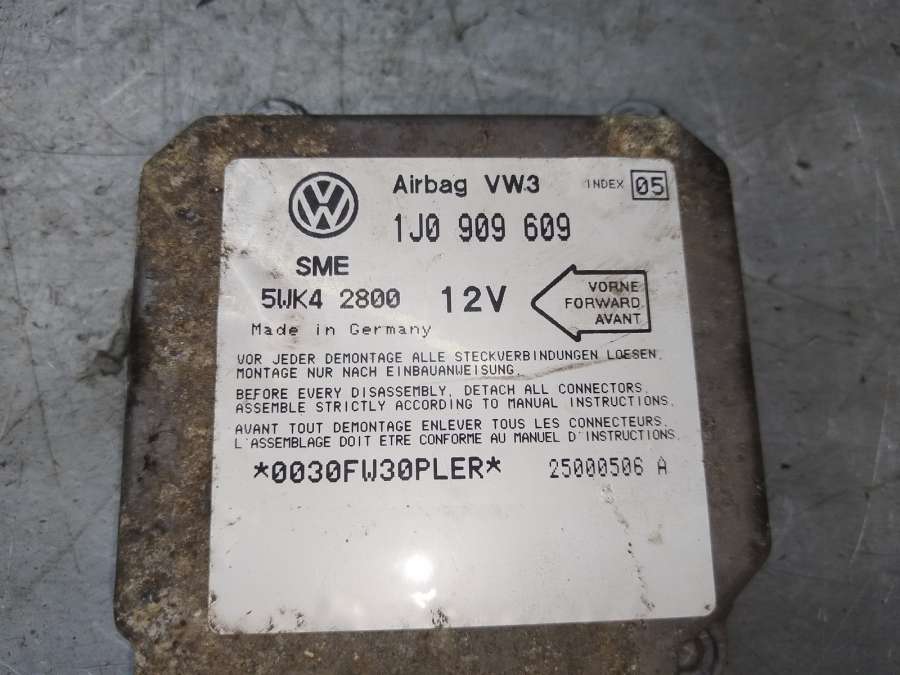 Airbag VW3 INDEX 05
1J0 909 609
SME
5WK4 2800 12V
VORNE
FORWARD
AVANT
Made in Germany
VOR JEDER DEMONTAGE ALLE STECKVERBINDUNGEN LOESEN.
MONTAGE NUR NACH EINBAUANWEISUNG.
BEFORE EVERY DISASSEMBLY, DETACH ALL CONNECTORS.
ASSEMBLE STRICTLY ACCORDING TO MANUAL INSTRUCTIONS.
AVANT TOUT DEMONTAGE ENLEVER TOUS LES CONNECTEURS.
L'ASSEMBLAGE DOIT ETRE CONFORME AU MANUEL D'INSTRUCTIONS.
*0030FW30PLER* 25000506 A